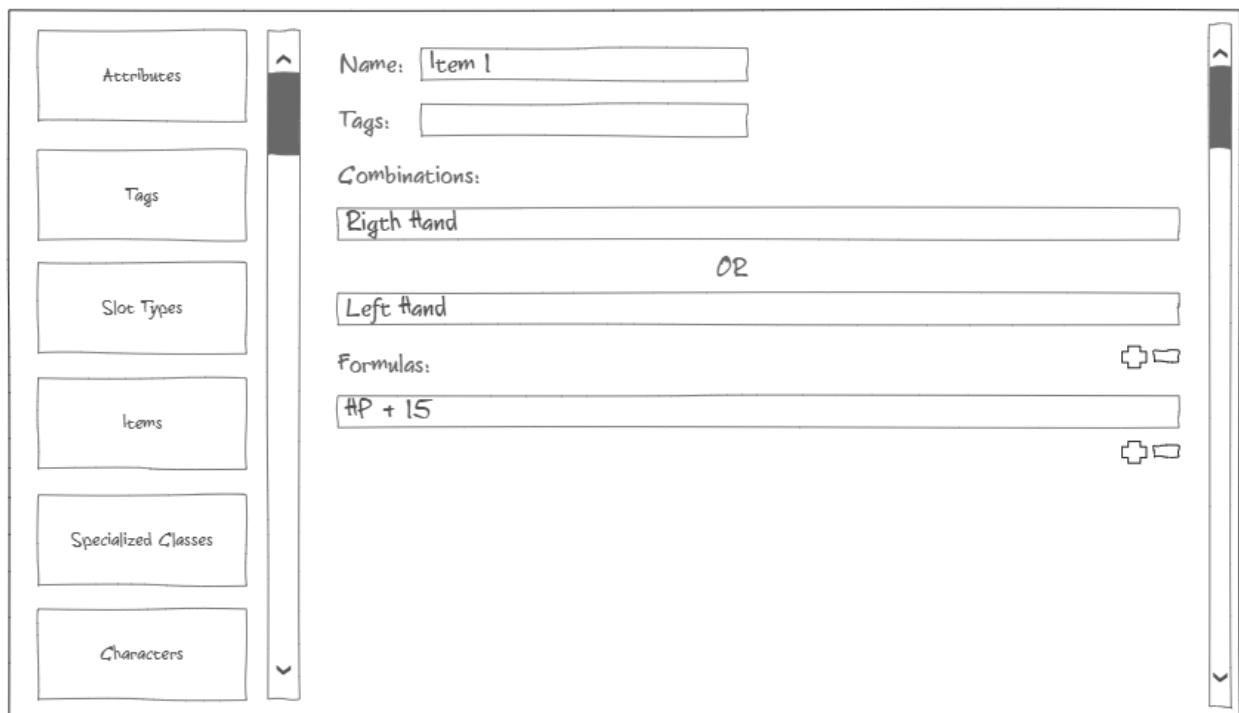 Attributes
Tags
Slot Types
Items
Specialized Classes
Characters
Name: Item 1
Tags:
Combinations:
Rigth Hand
OR
Left Hand
Formulas:
HP + 15